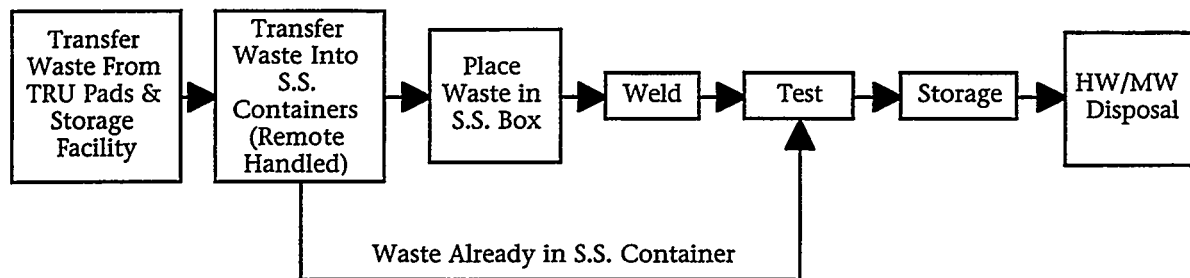 Transfer
Waste From
TRU Pads &
Storage
Facility
Transfer
Waste Into
S.S.
Containers
(Remote
Handled)
Place
Waste in
S.S. Box
Weld
Test
Storage
HW/MW
Disposal
Waste Already in S.S. Container